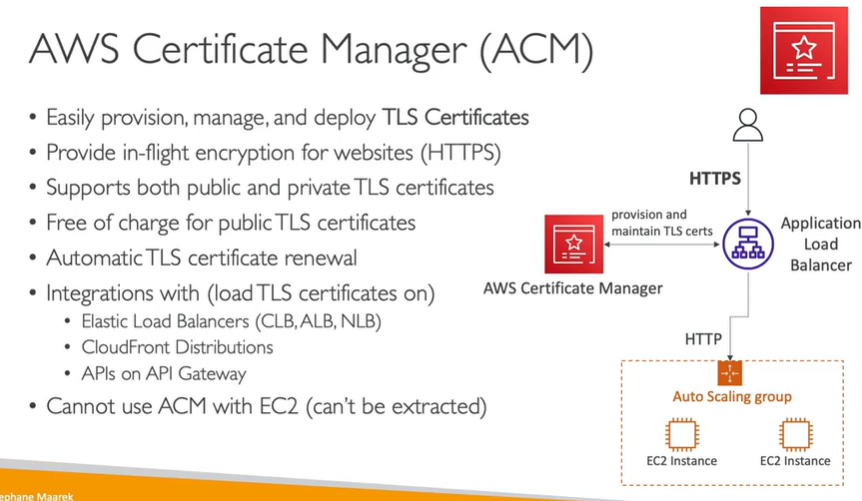 AWS Certificate Manager (ACM)
• Easily provision, manage, and deploy TLS Certificates
• Provide in-flight encryption for websites (HTTPS)
• Supports both public and private TLS certificates
• Free of charge for public TLS certificates
• Automatic TLS certificate renewal
• Integrations with (load TLS certificates on)
• Elastic Load Balancers (CLB, ALB, NLB)
• CloudFront Distributions
• APIs on API Gateway
• Cannot use ACM with EC2 (can't be extracted)
HTTPS
provision and
maintain TLS certs
Application
Load
Balancer
AWS Certificate Manager
HTTP
Auto Scaling group
EC2 Instance
EC2 Instance
ephane Maarek